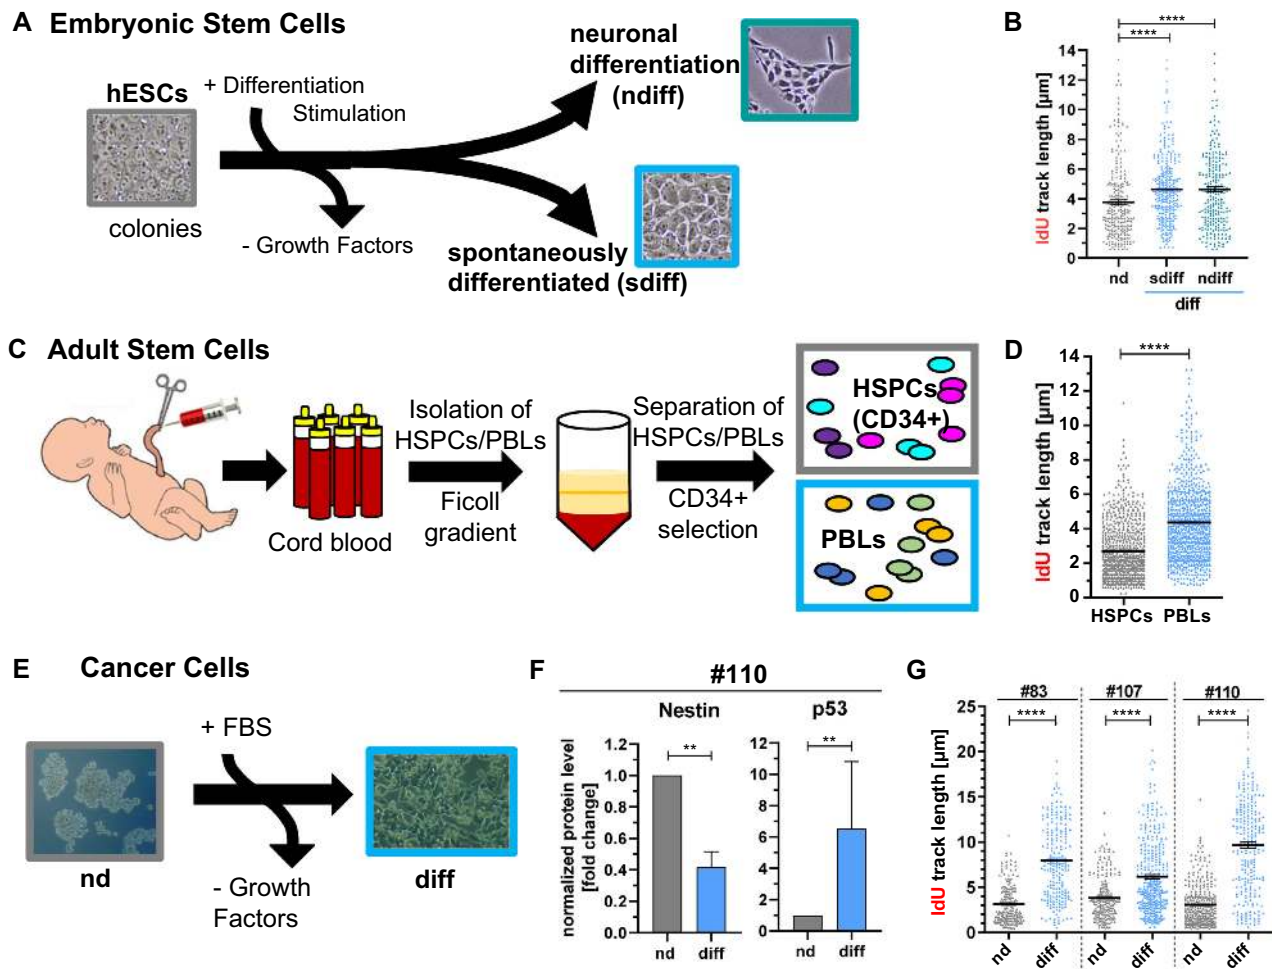 A Embryonic Stem Cells
hESCs
+ Differentiation
Stimulation
colonies
- Growth Factors
neuronal
differentiation
(ndiff)
spontaneously
differentiated (sdiff)
B
****
****
IdU track length [µm]
14
12
10
8
6
4
2
0
nd
sdiff
ndiff
diff
C Adult Stem Cells
Cord blood
Isolation of
HSPCs/PBLs
Ficoll
gradient
Separation of
HSPCs/PBLs
CD34+
selection
HSPCs
(CD34+)
PBLs
D
****
IdU track length [µm]
14
12
10
8
6
4
2
0
HSPCs
PBLs
E Cancer Cells
+ FBS
- Growth
Factors
nd
diff
F
#110
Nestin
p53
normalized protein level
[fold change]
1.2
1.0
0.8
0.6
0.4
0.2
0.0
**
nd
diff
12
10
8
6
4
2
0
**
nd
diff
G
#83
#107
#110
****
****
****
IdU track length [µm]
25
20
15
10
5
0
nd
diff
nd
diff
nd
diff